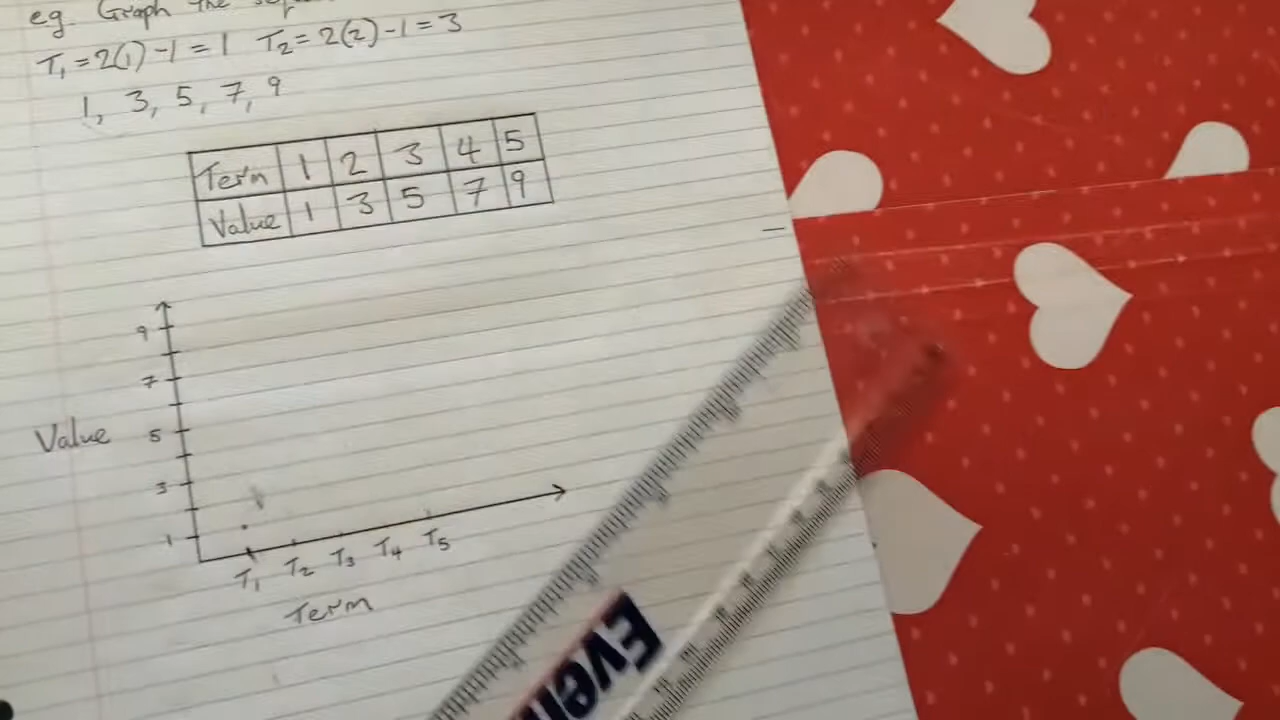 eg. Graph the
T₁ = 2(1) - 1 = 1 T₂ = 2(2) - 1 = 3
1, 3, 5, 7, 9
Term 1 2 3 4 5
Value 1 3 5 7 9
9
7
Value 5
3
1
T₁ T₂ T₃ T₄ T₅
Term
Even